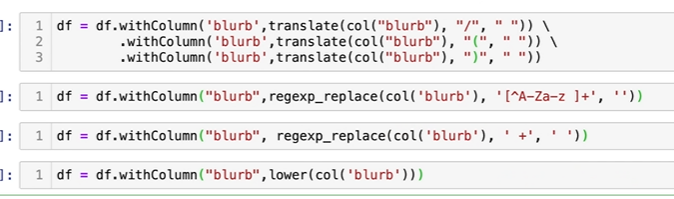 ]: 1 df = df.withColumn('blurb',translate(col("blurb"), "/", " ")) \
2 .withColumn('blurb',translate(col("blurb"), "(", " ")) \
3 .withColumn('blurb',translate(col("blurb"), ")", " "))
]: 1 df = df.withColumn("blurb",regexp_replace(col('blurb'), '[^A-Za-z ]+', ''))
]: 1 df = df.withColumn("blurb", regexp_replace(col('blurb'), ' +', ' '))
]: 1 df = df.withColumn("blurb",lower(col('blurb')))